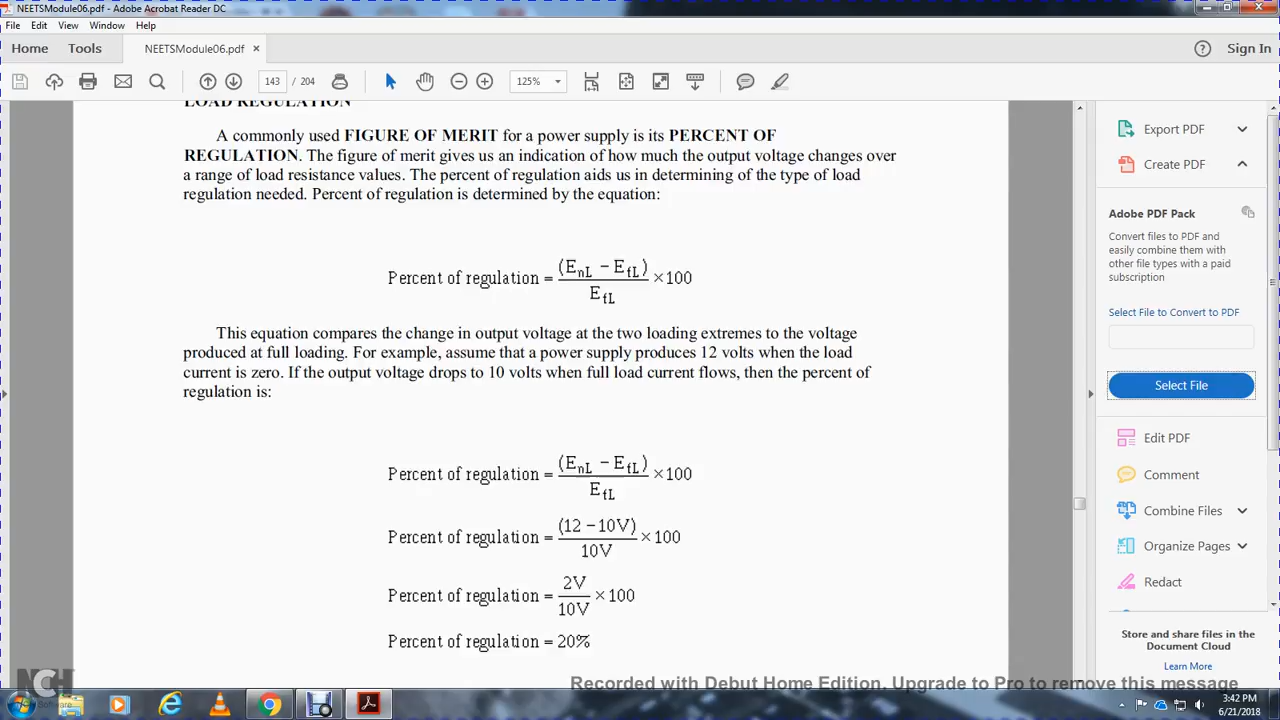 NEETSModule06.pdf - Adobe Acrobat Reader DC
File Edit View Window Help
Home Tools NEETSModule06.pdf × Sign In
143 / 204 125%
LOAD REGULATION
A commonly used FIGURE OF MERIT for a power supply is its PERCENT OF
REGULATION. The figure of merit gives us an indication of how much the output voltage changes over
a range of load resistance values. The percent of regulation aids us in determining of the type of load
regulation needed. Percent of regulation is determined by the equation:
Percent of regulation = (EnL − EfL) / EfL × 100
This equation compares the change in output voltage at the two loading extremes to the voltage
produced at full loading. For example, assume that a power supply produces 12 volts when the load
current is zero. If the output voltage drops to 10 volts when full load current flows, then the percent of
regulation is:
Percent of regulation = (EnL − EfL) / EfL × 100
Percent of regulation = (12 − 10V) / 10V × 100
Percent of regulation = 2V / 10V × 100
Percent of regulation = 20%
Export PDF
Create PDF
Adobe PDF Pack
Convert files to PDF and
easily combine them with
other file types with a paid
subscription
Select File to Convert to PDF
Select File
Edit PDF
Comment
Combine Files
Organize Pages
Redact
Store and share files in the
Document Cloud
Learn More
NCH
Software
Recorded with Debut Home Edition. Upgrade to Pro to remove this message
3:42 PM
6/21/2018